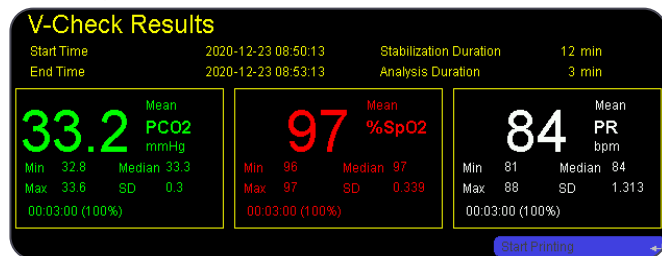 V-Check Results
Start Time 2020-12-23 08:50:13 Stabilization Duration 12 min
End Time 2020-12-23 08:53:13 Analysis Duration 3 min
33.2 Mean PCO2 mmHg
Min 32.8 Median 33.3
Max 33.6 SD 0.3
00:03:00 (100%)
97 Mean %SpO2
Min 96 Median 97
Max 97 SD 0.339
00:03:00 (100%)
84 Mean PR bpm
Min 81 Median 84
Max 88 SD 1.313
00:03:00 (100%)
Start Printing